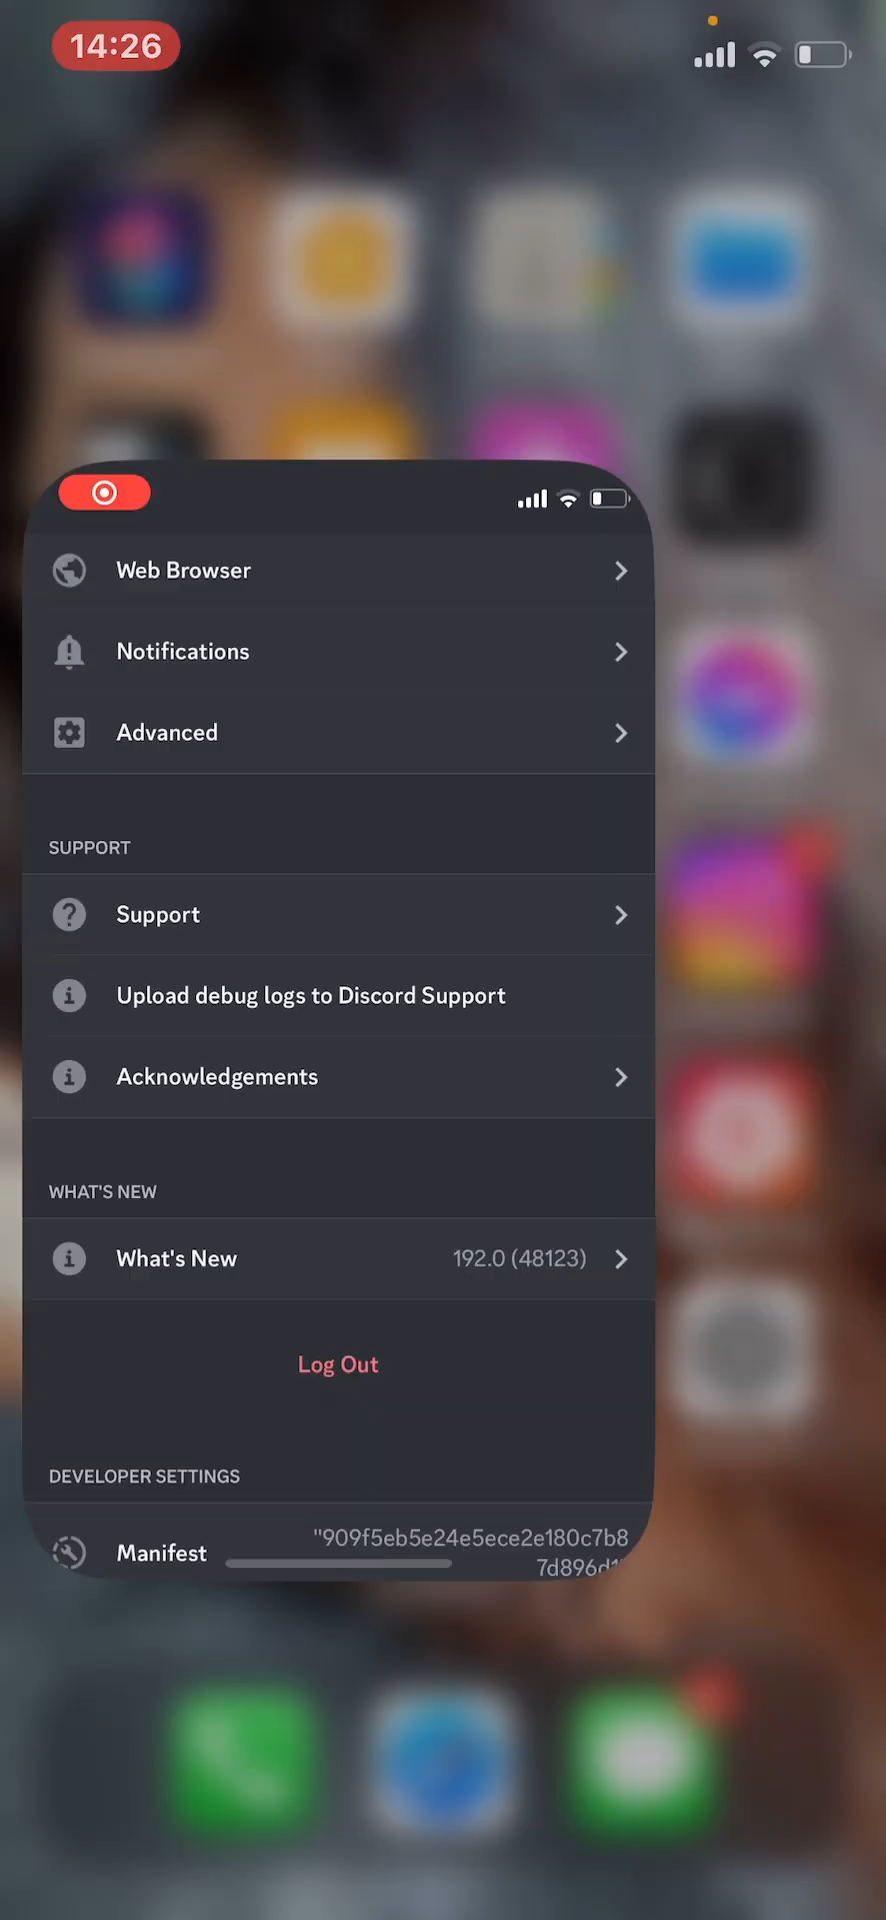 14:26
Web Browser
Notifications
Advanced
SUPPORT
Support
Upload debug logs to Discord Support
Acknowledgements
WHAT'S NEW
What's New 192.0 (48123)
Log Out
DEVELOPER SETTINGS
Manifest "909f5eb5e24e5ece2e180c7b8